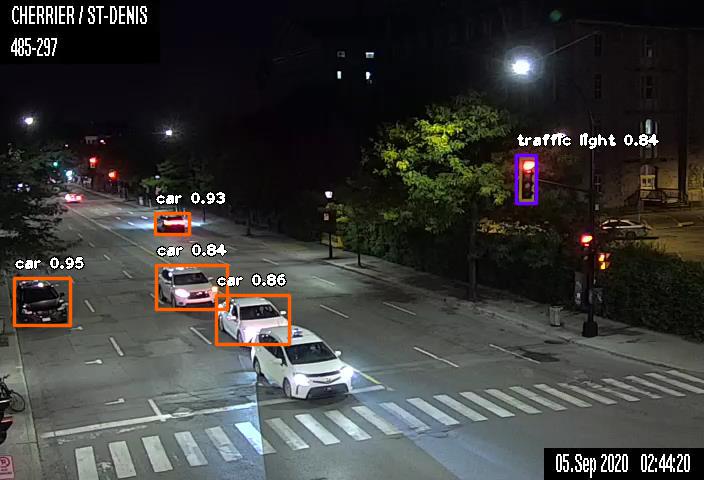 CHERRIER / ST-DENIS
485-297
traffic light 0.84
car 0.93
car 0.84
car 0.95
car 0.86
05.Sep 2020 02:44:20